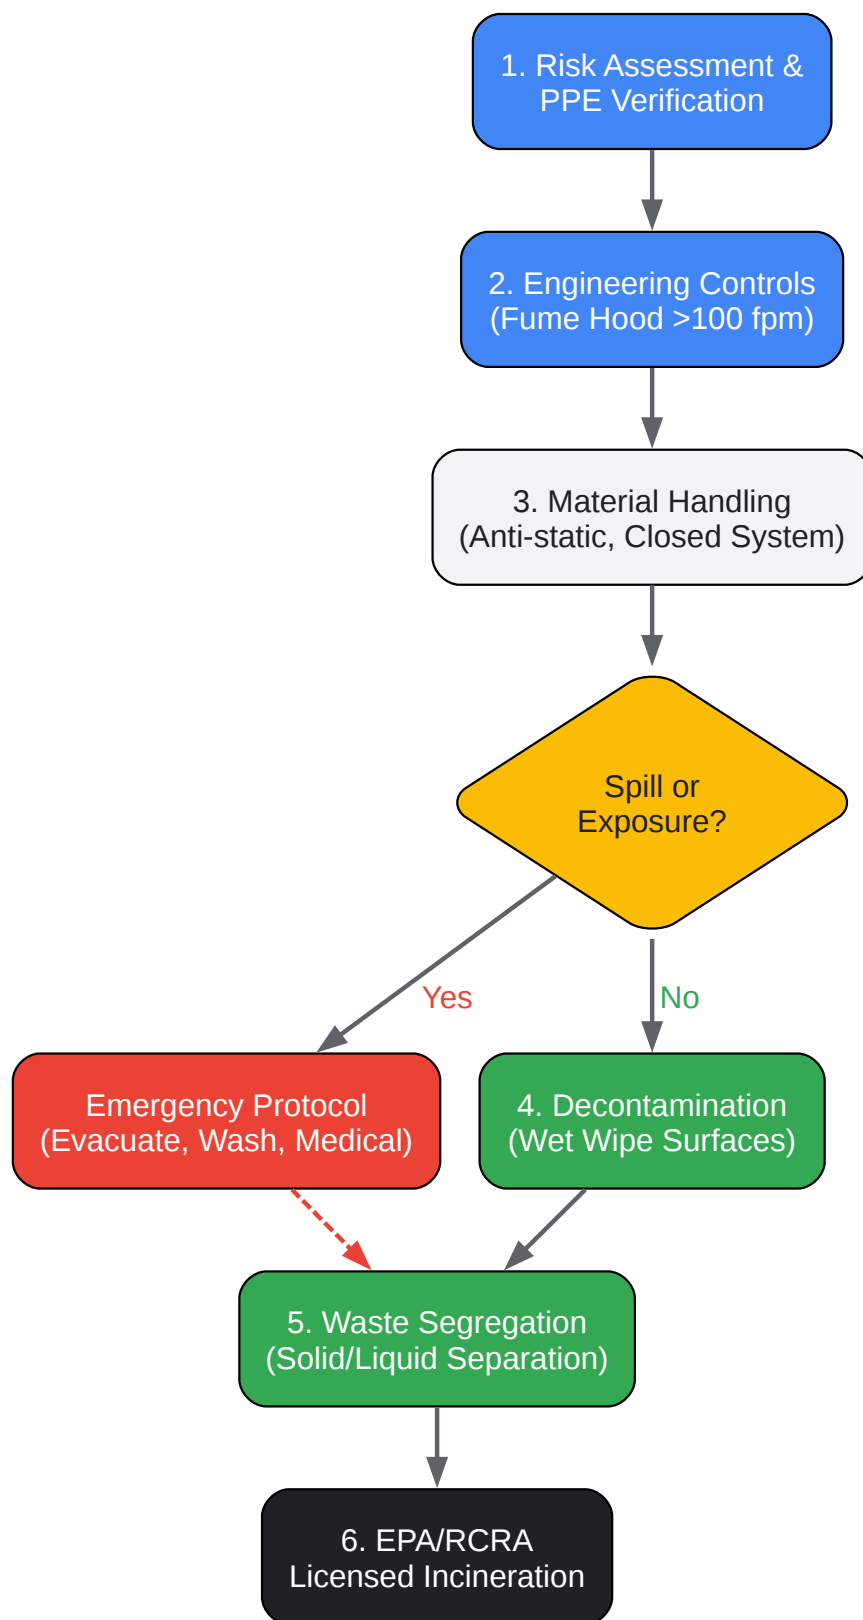 1. Risk Assessment &
PPE Verification
2. Engineering Controls
(Fume Hood >100 fpm)
3. Material Handling
(Anti-static, Closed System)
Spill or
Exposure?
Yes
No
Emergency Protocol
(Evacuate, Wash, Medical)
4. Decontamination
(Wet Wipe Surfaces)
5. Waste Segregation
(Solid/Liquid Separation)
6. EPA/RCRA
Licensed Incineration